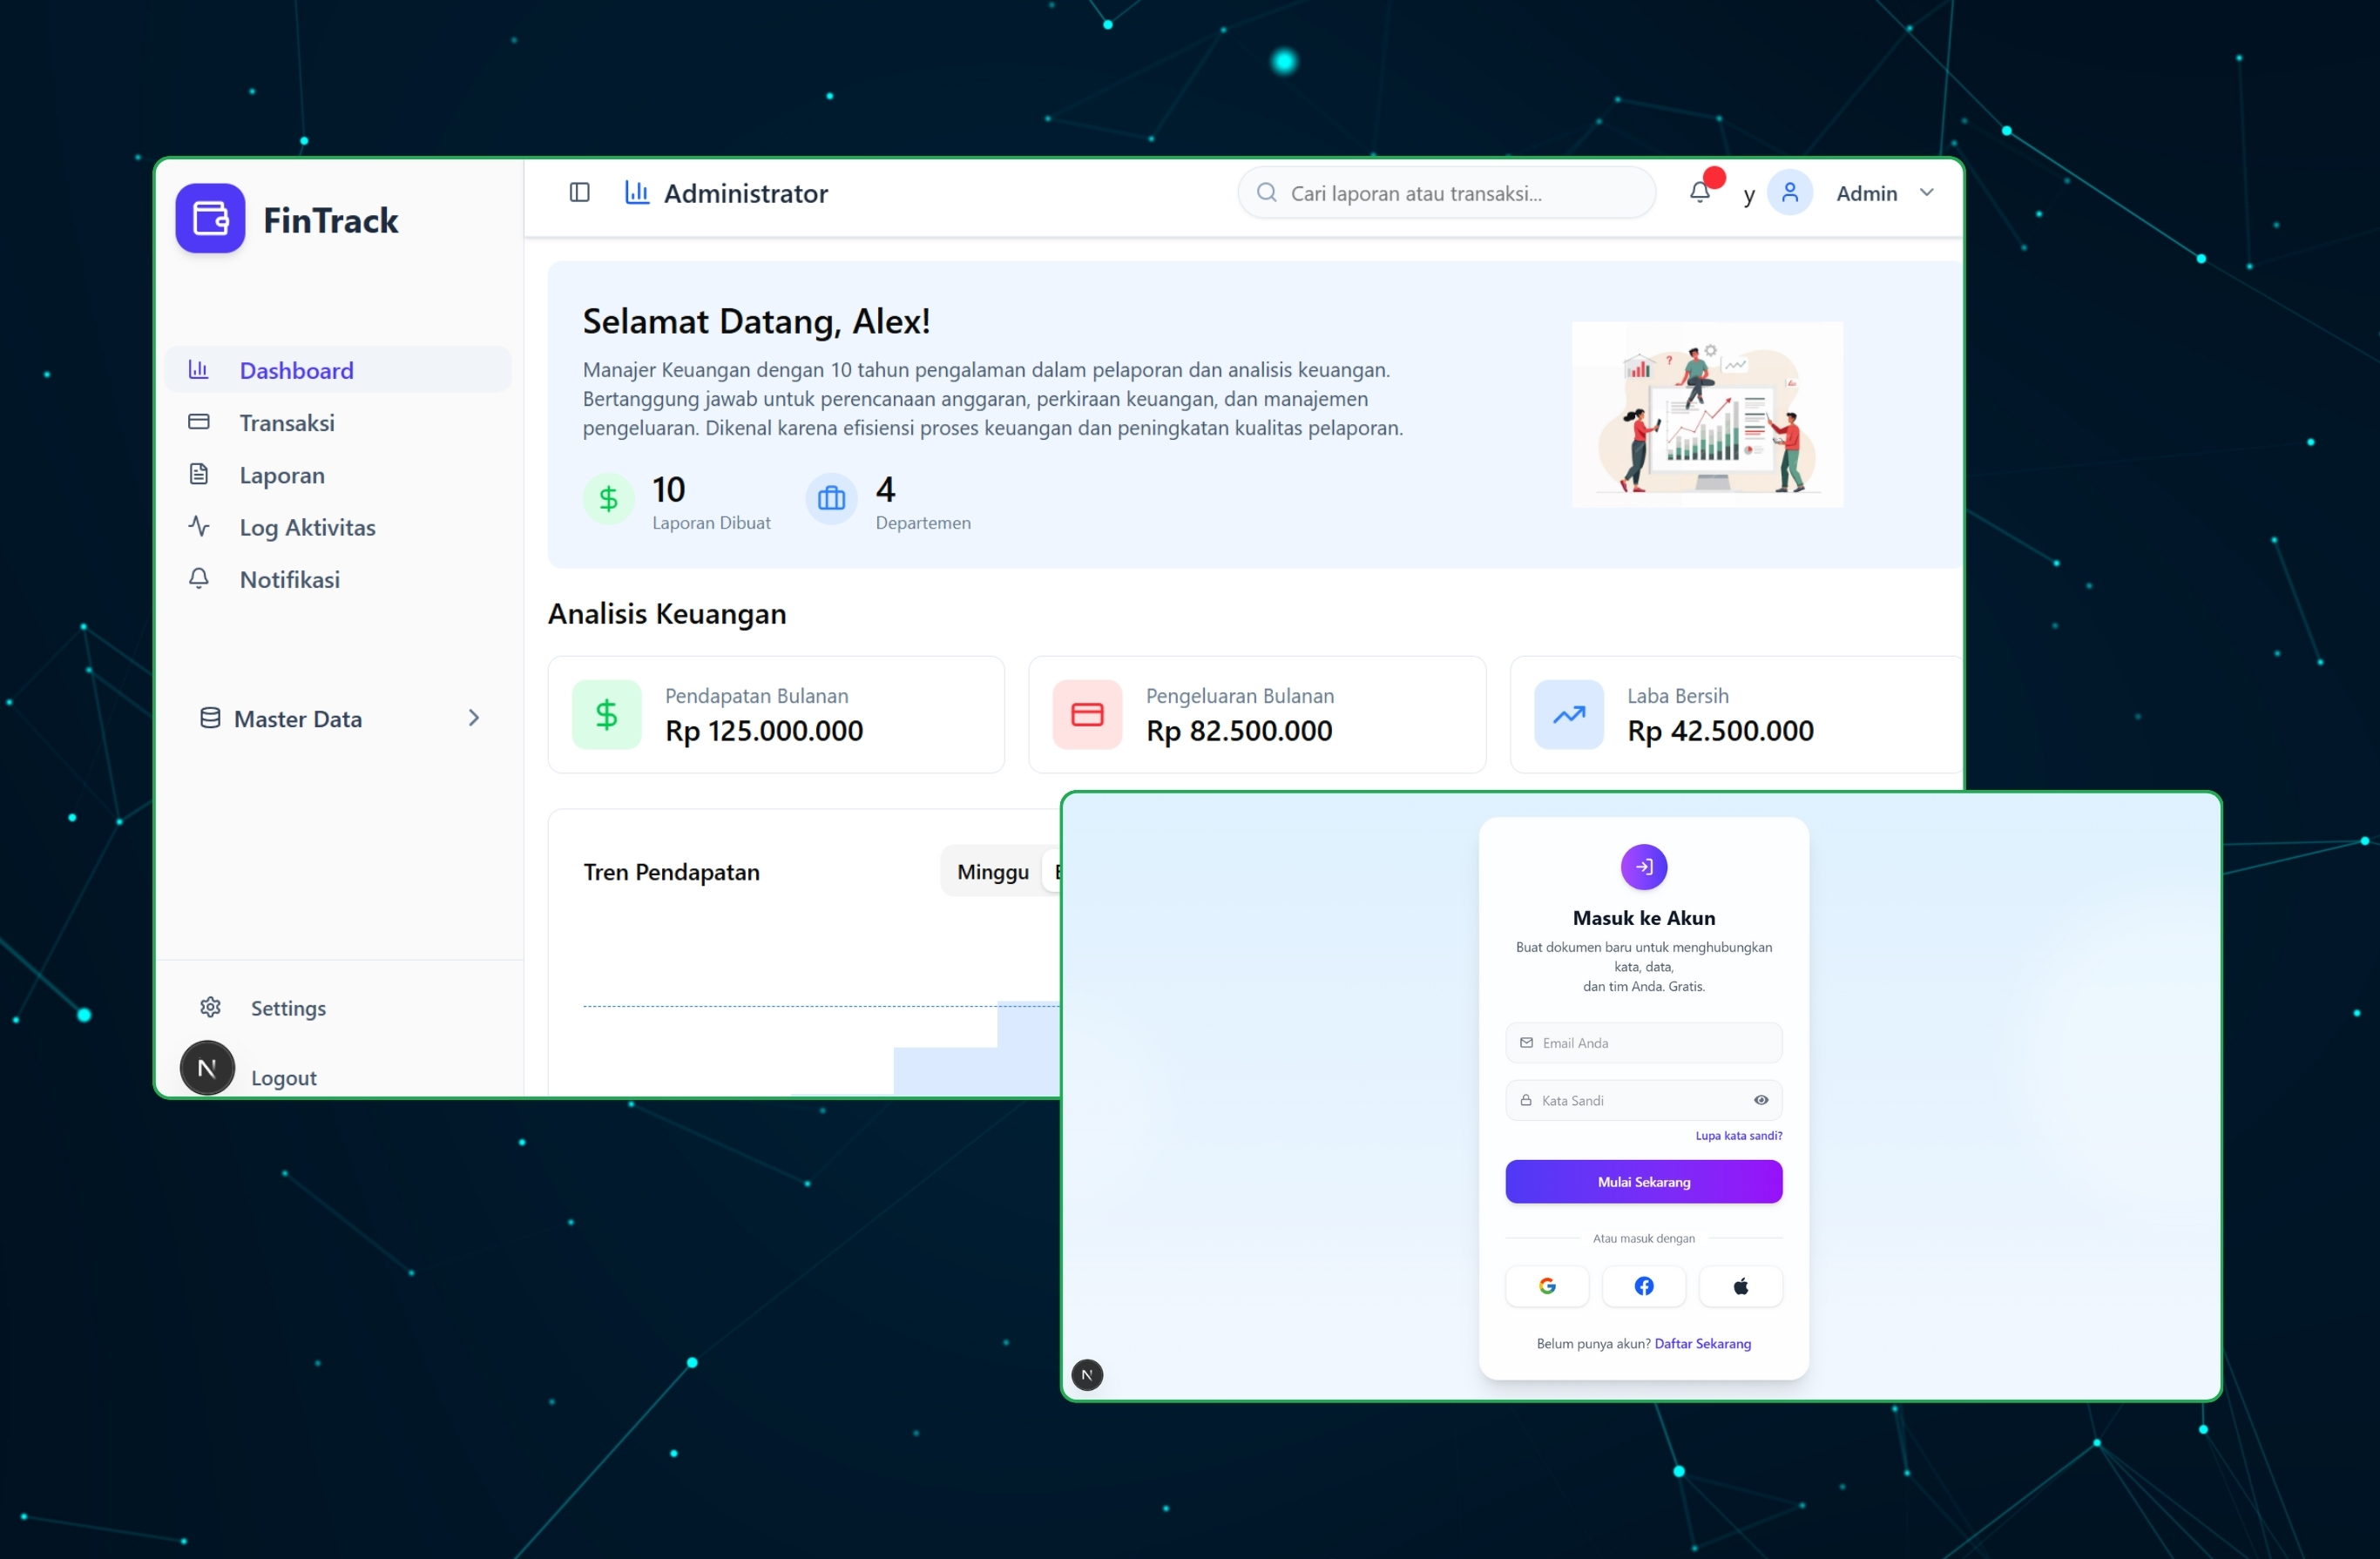 FinTrack
Dashboard
Transaksi
Laporan
Log Aktivitas
Notifikasi
Master Data
Settings
N
Logout
Administrator
Cari laporan atau transaksi...
y
Admin
Selamat Datang, Alex!
Manajer Keuangan dengan 10 tahun pengalaman dalam pelaporan dan analisis keuangan.
Bertanggung jawab untuk perencanaan anggaran, perkiraan keuangan, dan manajemen
pengeluaran. Dikenal karena efisiensi proses keuangan dan peningkatan kualitas pelaporan.
10
Laporan Dibuat
4
Departemen
Analisis Keuangan
Pendapatan Bulanan
Rp 125.000.000
Pengeluaran Bulanan
Rp 82.500.000
Laba Bersih
Rp 42.500.000
Tren Pendapatan
Minggu
Masuk ke Akun
Buat dokumen baru untuk menghubungkan
kata, data,
dan tim Anda. Gratis.
Email Anda
Kata Sandi
Lupa kata sandi?
Mulai Sekarang
Atau masuk dengan
Belum punya akun? Daftar Sekarang
N